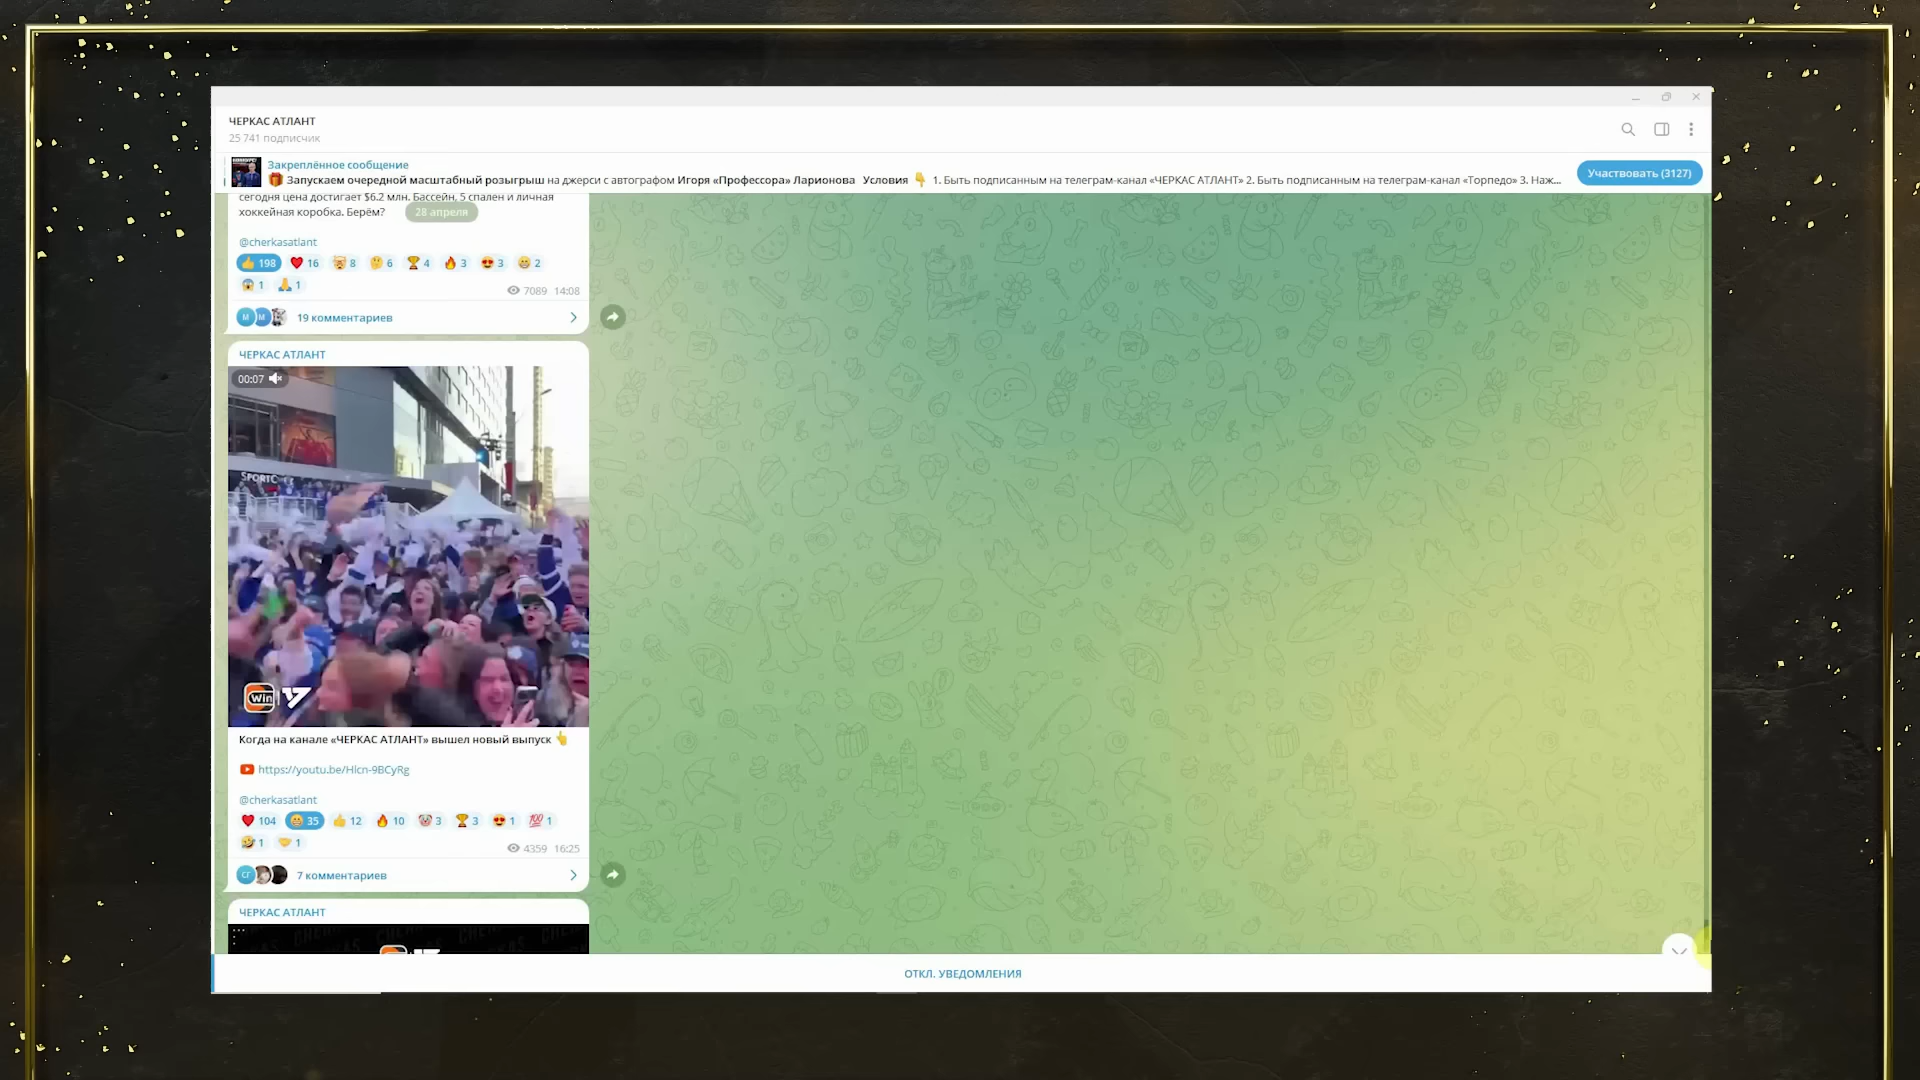 ЧЕРКАС АТЛАНТ
25 741 подписчик
Закреплённое сообщение
🎁 Запускаем очередной масштабный розыгрыш на джерси с автографом Игоря «Профессора» Ларионова Условия 👇 1. Быть подписанным на телеграм-канал «ЧЕРКАС АТЛАНТ» 2. Быть подписанным на телеграм-канал «Торпедо» 3. Наж...
Участвовать (3127)
сегодня цена достигает $6.2 млн. Бассейн, 5 спален и личная
хоккейная коробка. Берём?
28 апреля
@cherkasatlant
198 16 8 6 4 3 3 2
1 1
7089 14:08
М М
19 комментариев
ЧЕРКАС АТЛАНТ
00:07
SPORTC
Win
Когда на канале «ЧЕРКАС АТЛАНТ» вышел новый выпуск 👆
https://youtu.be/Hlcn-9BCyRg
@cherkasatlant
104 35 12 10 3 3 1 1
1 1
4359 16:25
СГ
7 комментариев
ЧЕРКАС АТЛАНТ
ОТКЛ. УВЕДОМЛЕНИЯ